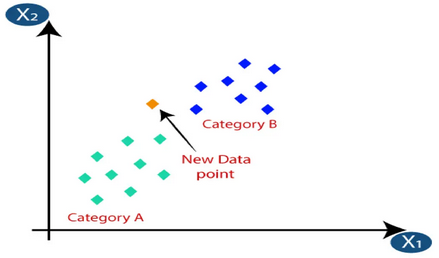 X2
Category B
New Data
point
Category A
X1